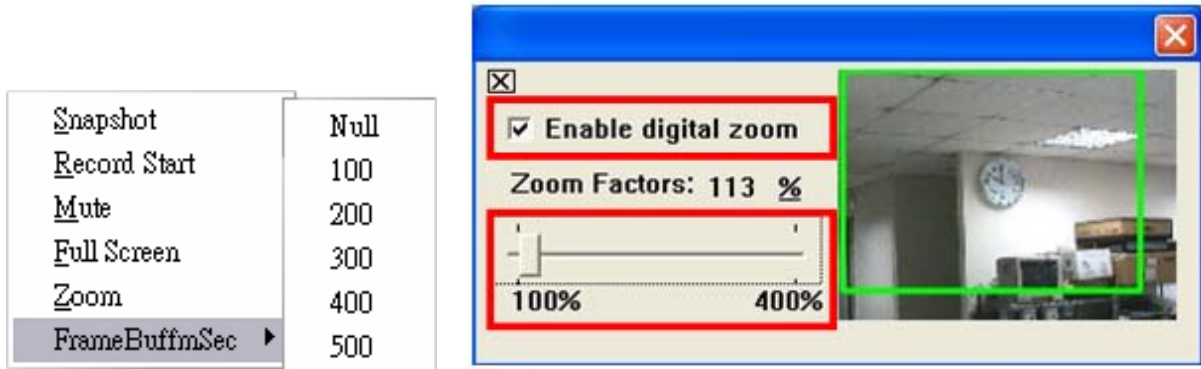 Snapshot
Record Start
Mute
Full Screen
Zoom
FrameBuffmSec
Null
100
200
300
400
500
Enable digital zoom
Zoom Factors: 113 %
100% 400%